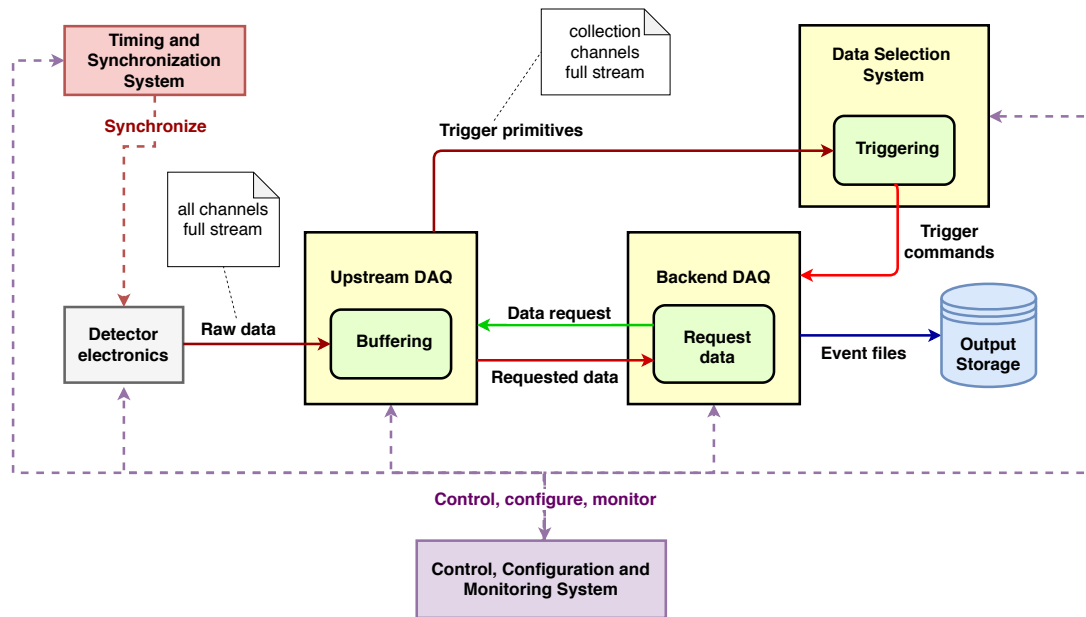 Timing and
Synchronization
System
Synchronize
collection
channels
full stream
Data Selection
System
Trigger primitives
Triggering
all channels
full stream
Trigger
commands
Upstream DAQ
Backend DAQ
Detector
electronics
Raw data
Buffering
Data request
Requested data
Request
data
Event files
Output
Storage
Control, configure, monitor
Control, Configuration and
Monitoring System